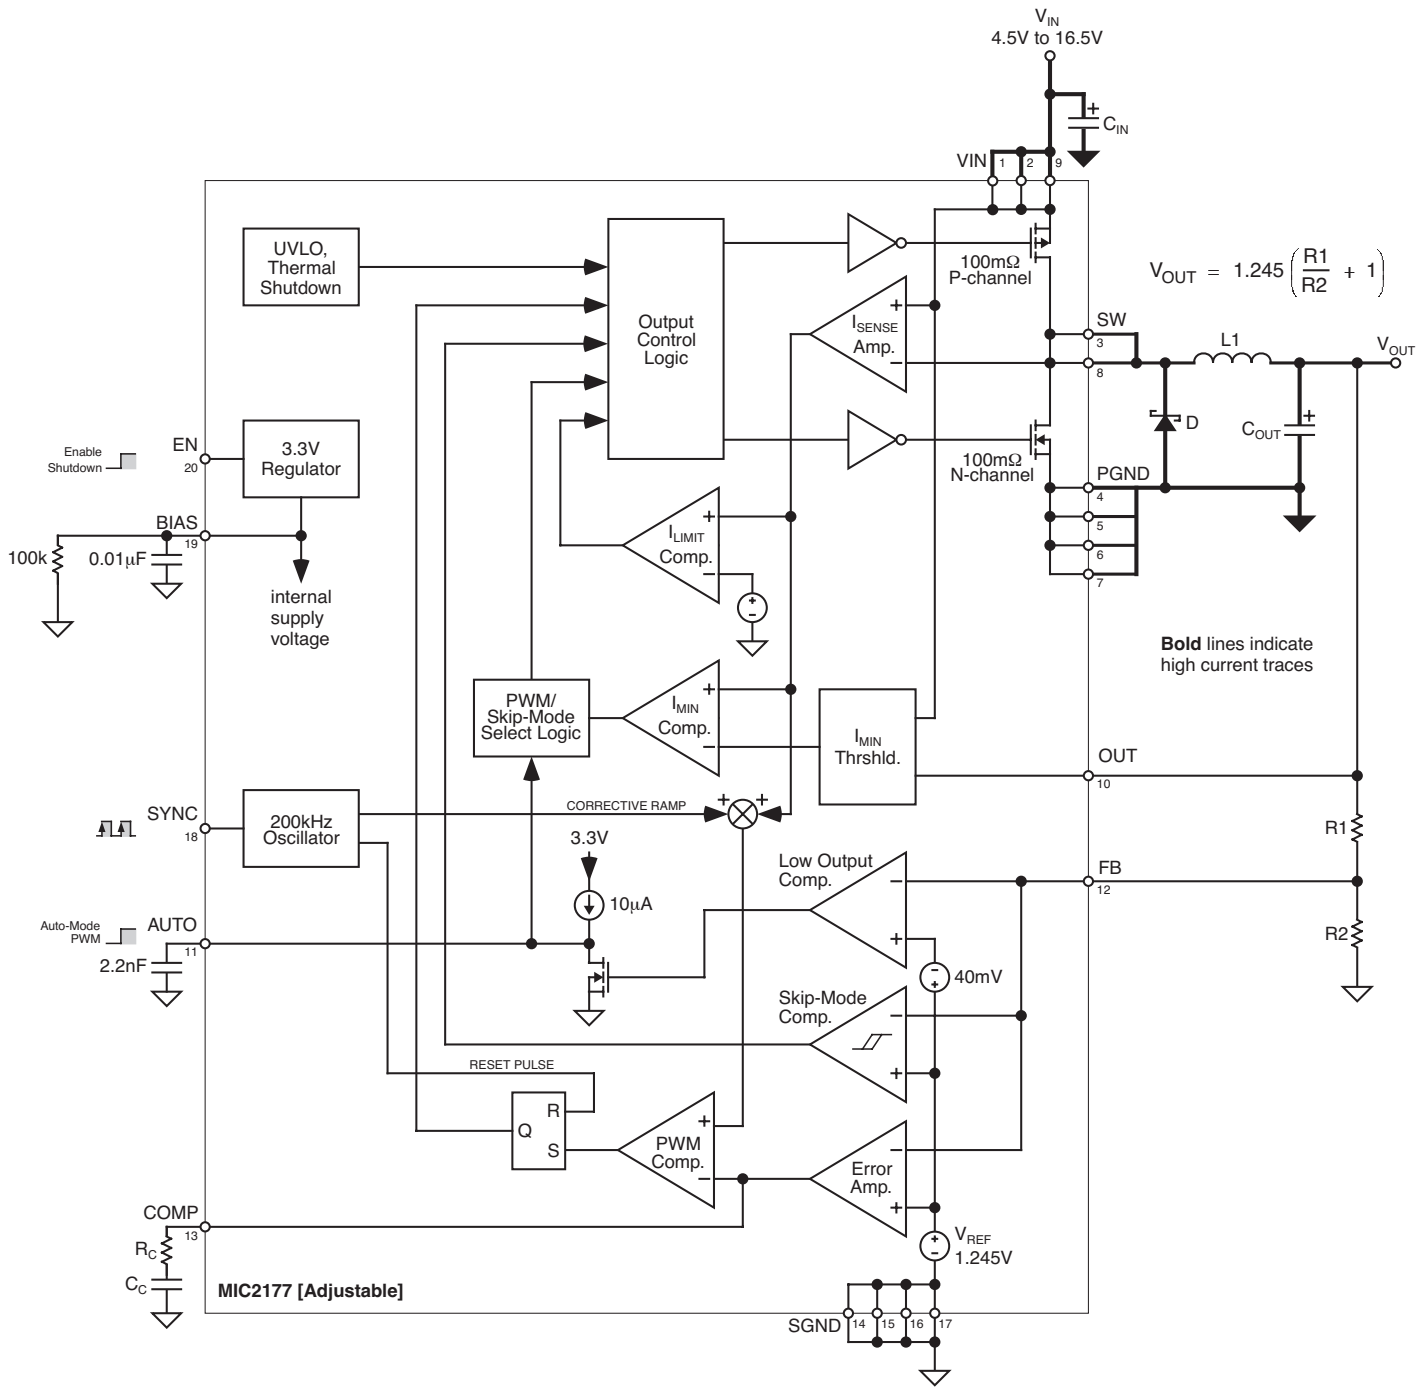 VIN
4.5V to 16.5V
+
CIN
VIN
1
2
9
UVLO,
Thermal
Shutdown
Output
Control
Logic
100mΩ
P-channel
VOUT = 1.245 (R1/R2 + 1)
ISENSE
Amp.
+
−
SW
3
8
L1
VOUT
D
COUT
+
100mΩ
N-channel
PGND
4
5
6
7
Enable
Shutdown
EN
20
3.3V
Regulator
BIAS
19
100k
0.01µF
internal
supply
voltage
ILIMIT
Comp.
+
−
+
−
Bold lines indicate
high current traces
PWM/
Skip-Mode
Select Logic
IMIN
Comp.
+
−
IMIN
Thrshld.
OUT
10
SYNC
18
200kHz
Oscillator
CORRECTIVE RAMP
+
+
R1
3.3V
10µA
Low Output
Comp.
−
+
FB
12
Auto-Mode
PWM
AUTO
11
2.2nF
R2
−
+
40mV
Skip-Mode
Comp.
−
+
RESET PULSE
R
Q
S
PWM
Comp.
+
−
Error
Amp.
−
+
COMP
13
RC
CC
+
−
VREF
1.245V
MIC2177 [Adjustable]
SGND
14
15
16
17